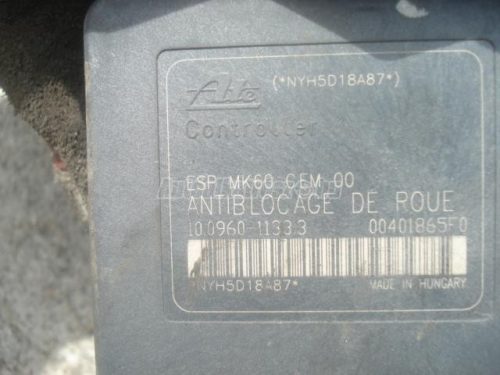 (*NYH5D18A87*)
Ate
Controller
ESP MK60 CEM 00
ANTIBLOCAGE DE ROUE
10.0960-1133.3 00401865F0
*NYH5D18A87* MADE IN HUNGARY